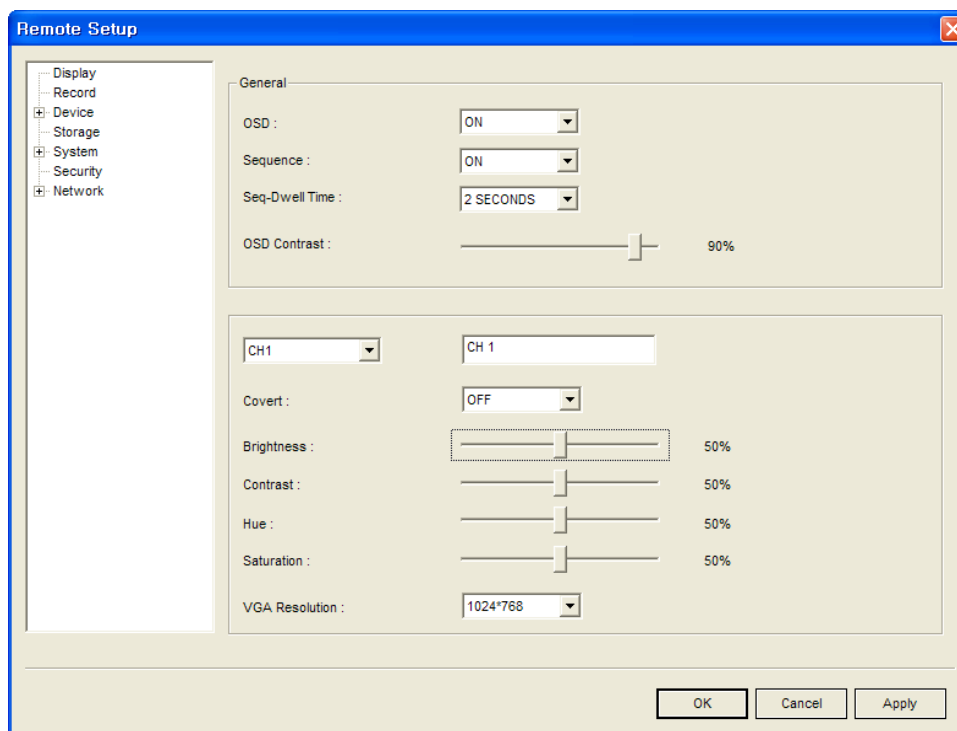 Remote Setup
Display
Record
Device
Storage
System
Security
Network
General
OSD : ON
Sequence : ON
Seq-Dwell Time : 2 SECONDS
OSD Contrast : 90%
CH1 CH 1
Covert : OFF
Brightness : 50%
Contrast : 50%
Hue : 50%
Saturation : 50%
VGA Resolution : 1024*768
OK Cancel Apply